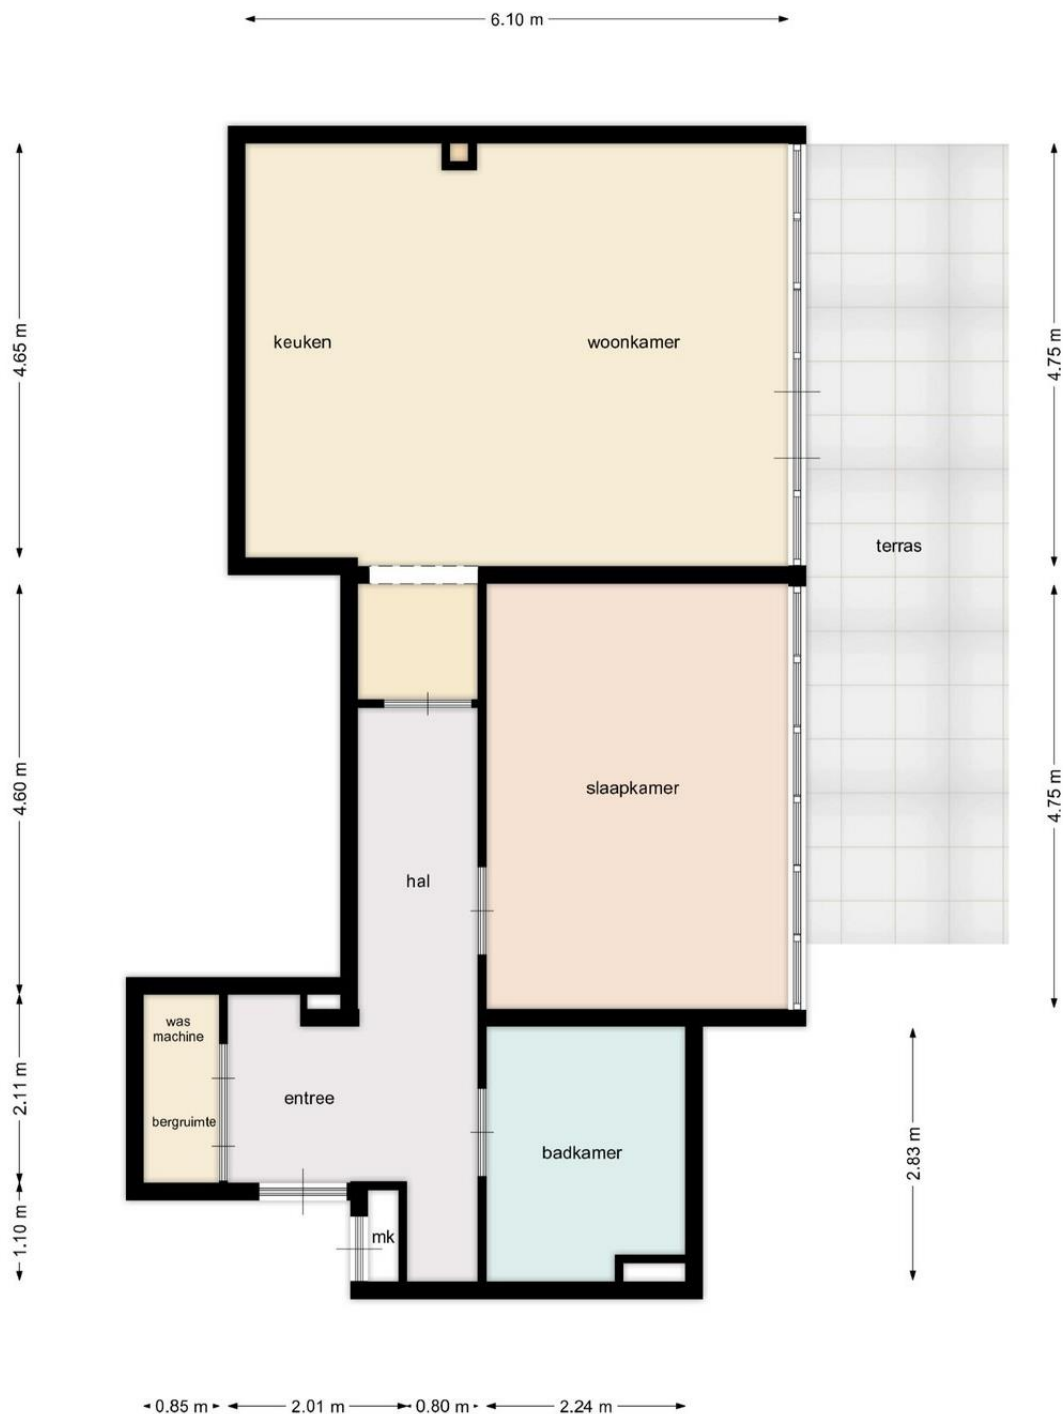 6.10 m
4.65 m
4.75 m
keuken
woonkamer
terras
4.60 m
4.75 m
slaapkamer
hal
was
machine
bergruimte
entree
badkamer
2.11 m
2.83 m
1.10 m
mk
0.85 m
2.01 m
0.80 m
2.24 m